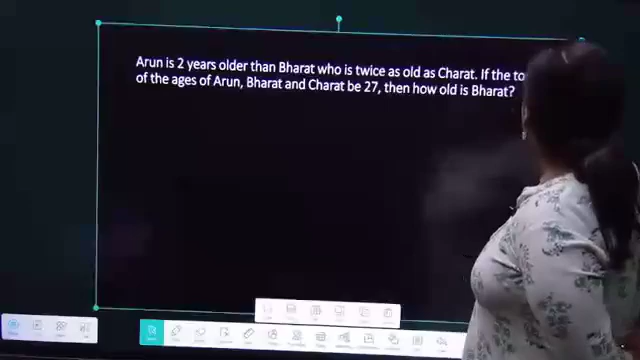 Arun is 2 years older than Bharat who is twice as old as Charat. If the
of the ages of Arun, Bharat and Charat be 27, then how old is Bharat?